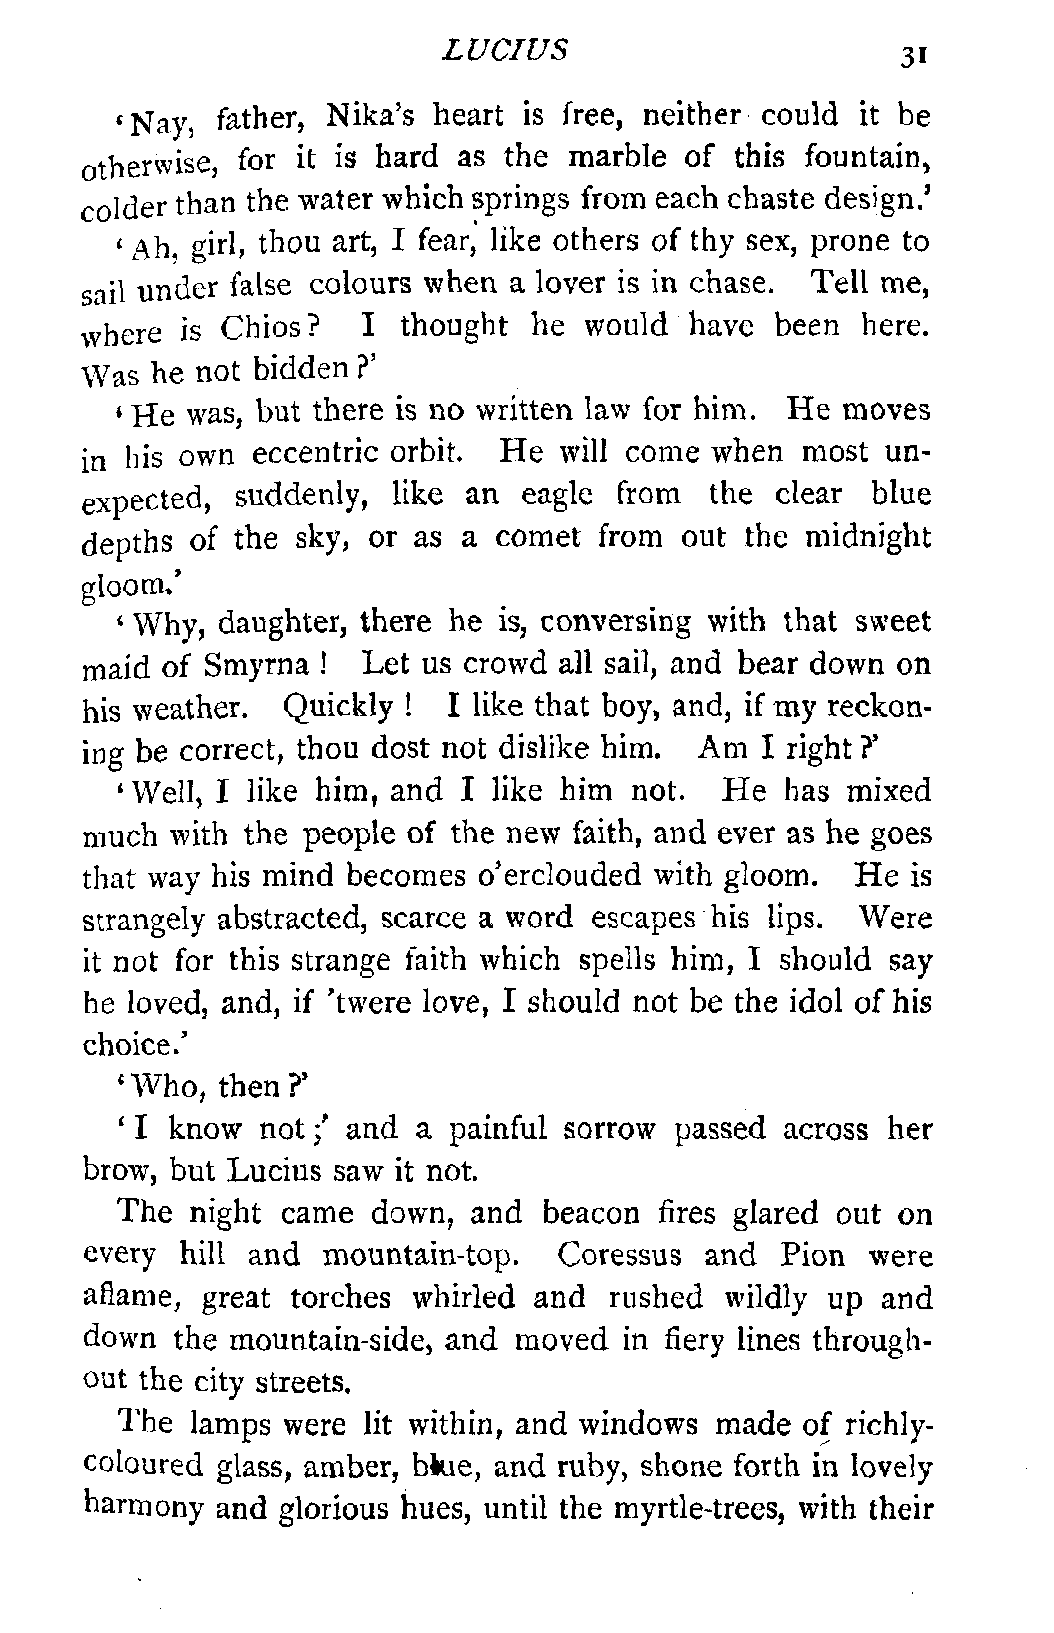 LUCIUS 31
‘Nay, father, Nika’s heart is free, neither could it be
otherwise, for it is hard as the marble of this fountain,
colder than the water which springs from each chaste design.’
‘Ah, girl, thou art, I fear, like others of thy sex, prone to
sail under false colours when a lover is in chase. Tell me,
where is Chios? I thought he would have been here.
Was he not bidden?’
‘He was, but there is no written law for him. He moves
in his own eccentric orbit. He will come when most un-
expected, suddenly, like an eagle from the clear blue
depths of the sky, or as a comet from out the midnight
gloom.’
‘Why, daughter, there he is, conversing with that sweet
maid of Smyrna! Let us crowd all sail, and bear down on
his weather. Quickly! I like that boy, and, if my reckon-
ing be correct, thou dost not dislike him. Am I right?’
‘Well, I like him, and I like him not. He has mixed
much with the people of the new faith, and ever as he goes
that way his mind becomes o’erclouded with gloom. He is
strangely abstracted, scarce a word escapes his lips. Were
it not for this strange faith which spells him, I should say
he loved, and, if ’twere love, I should not be the idol of his
choice.’
‘Who, then?’
‘I know not;’ and a painful sorrow passed across her
brow, but Lucius saw it not.
The night came down, and beacon fires glared out on
every hill and mountain-top. Coressus and Pion were
aflame, great torches whirled and rushed wildly up and
down the mountain-side, and moved in fiery lines through-
out the city streets.
The lamps were lit within, and windows made of richly-
coloured glass, amber, blue, and ruby, shone forth in lovely
harmony and glorious hues, until the myrtle-trees, with their